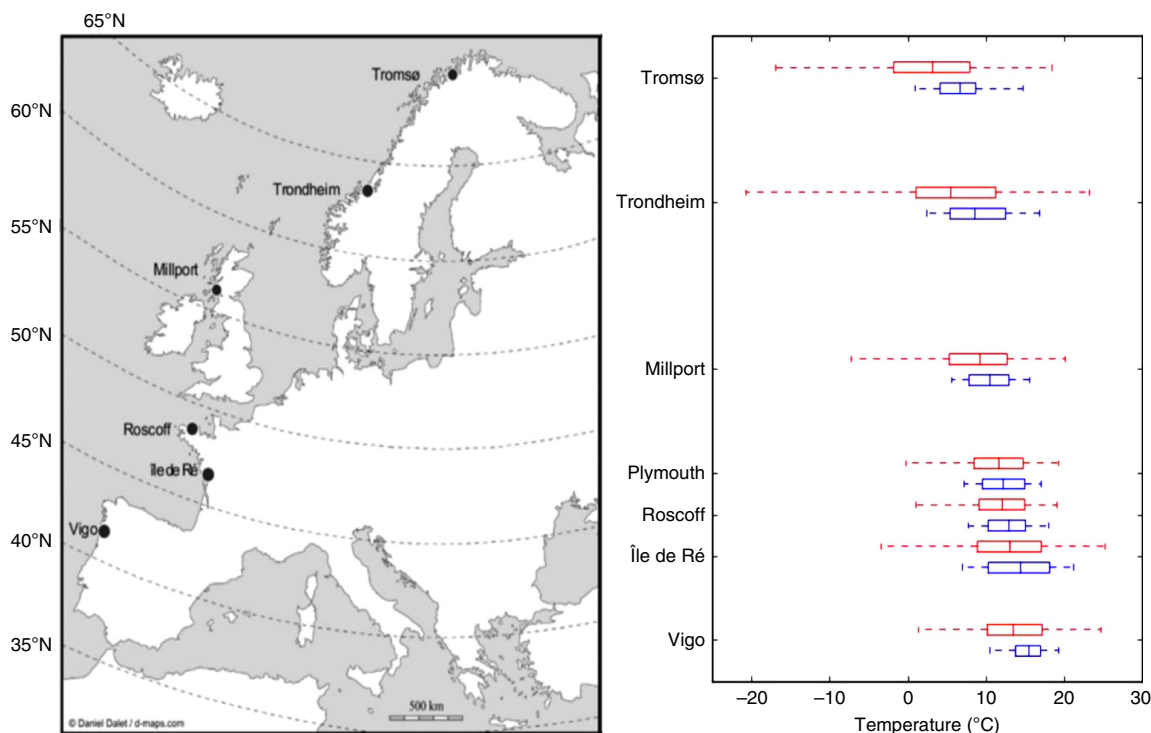 65°N
60°N
55°N
50°N
45°N
40°N
35°N
Tromsø
Trondheim
Millport
Roscoff
île de Ré
Vigo
500 km
© Daniel Dalet / d-maps.com
Tromsø
Trondheim
Millport
Plymouth
Roscoff
Île de Ré
Vigo
−20
−10
0
10
20
30
Temperature (°C)